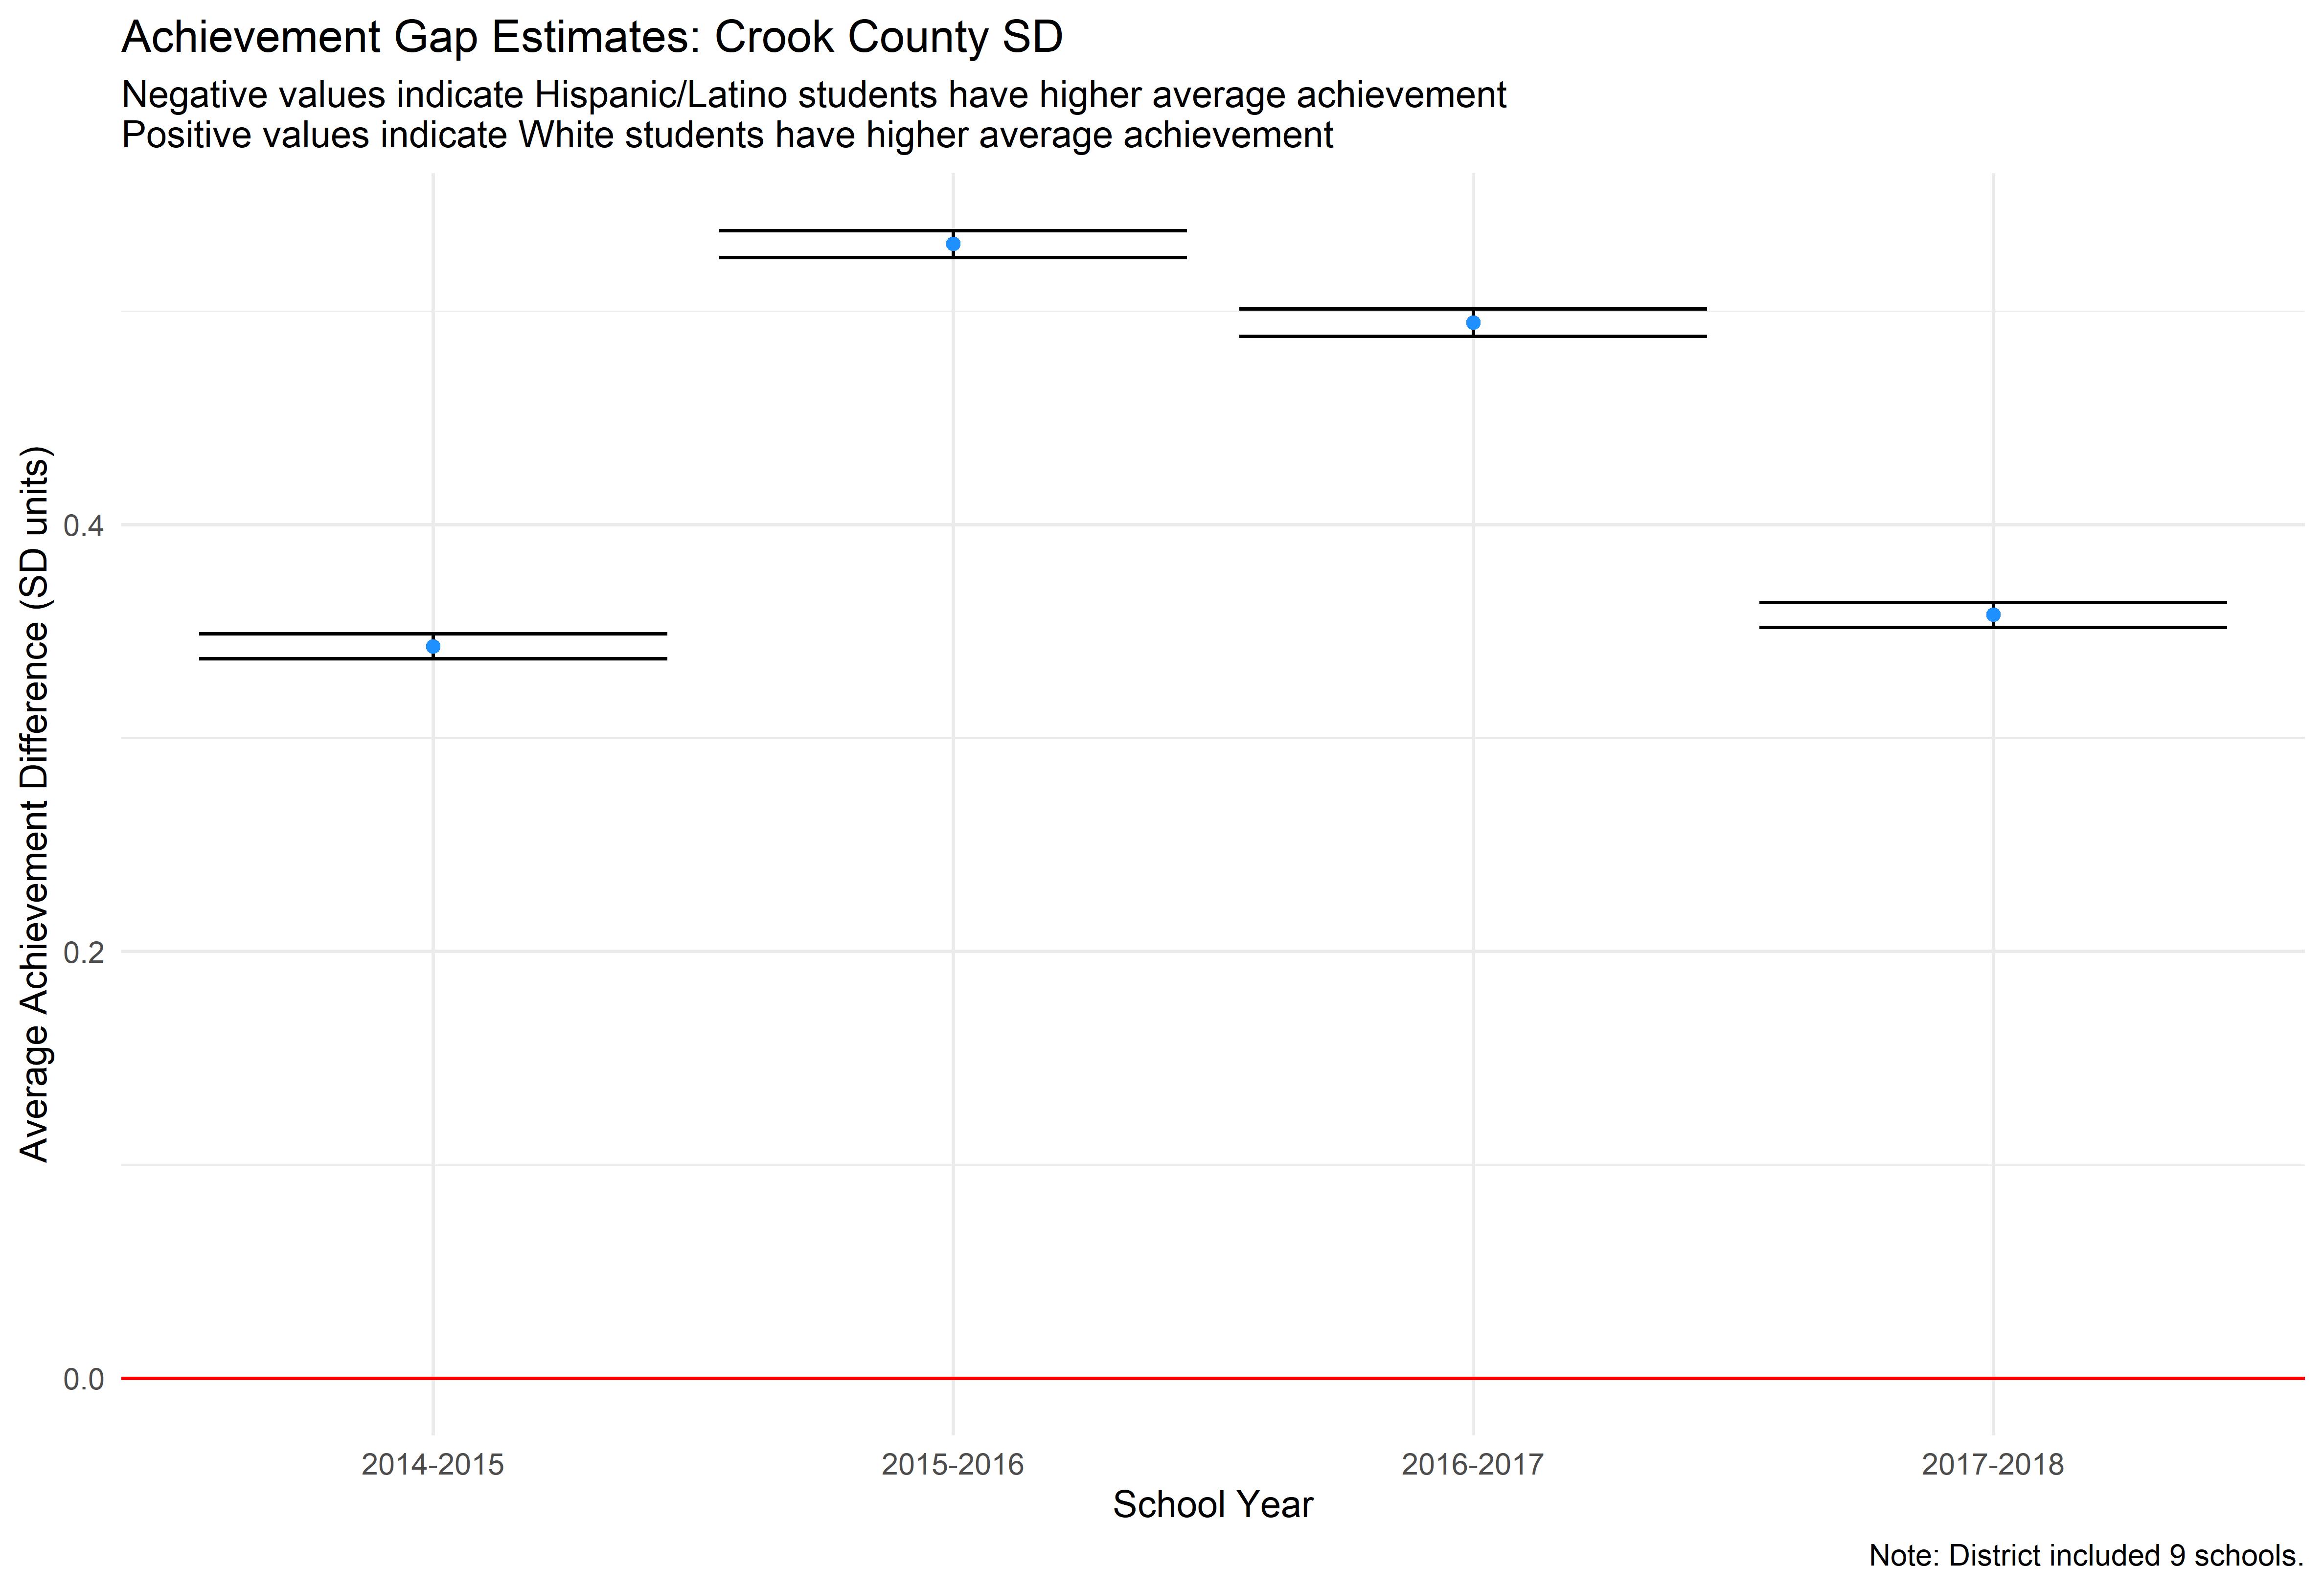 Achievement Gap Estimates: Crook County SD
Negative values indicate Hispanic/Latino students have higher average achievement
Positive values indicate White students have higher average achievement
Average Achievement Difference (SD units)
0.4
0.2
0.0
2014-2015
2015-2016
2016-2017
2017-2018
School Year
Note: District included 9 schools.